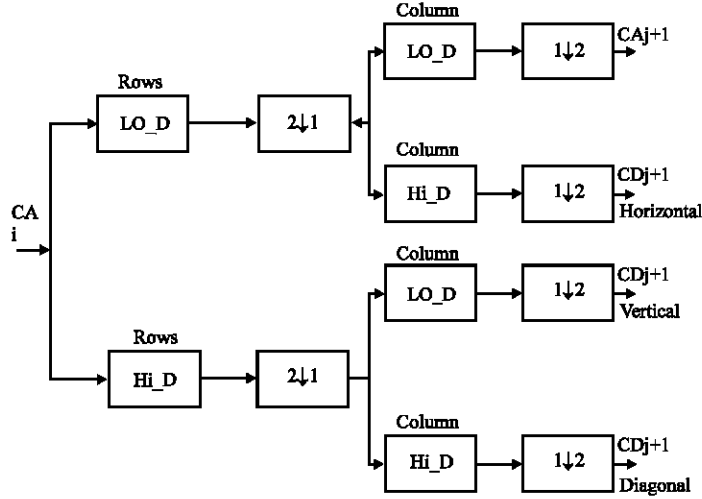 Column
LO_D
1↓2
CAj+1
Rows
LO_D
2↓1
Column
Hi_D
1↓2
CDj+1
Horizontal
CA
i
Column
LO_D
1↓2
CDj+1
Vertical
Rows
Hi_D
2↓1
Column
Hi_D
1↓2
CDj+1
Diagonal